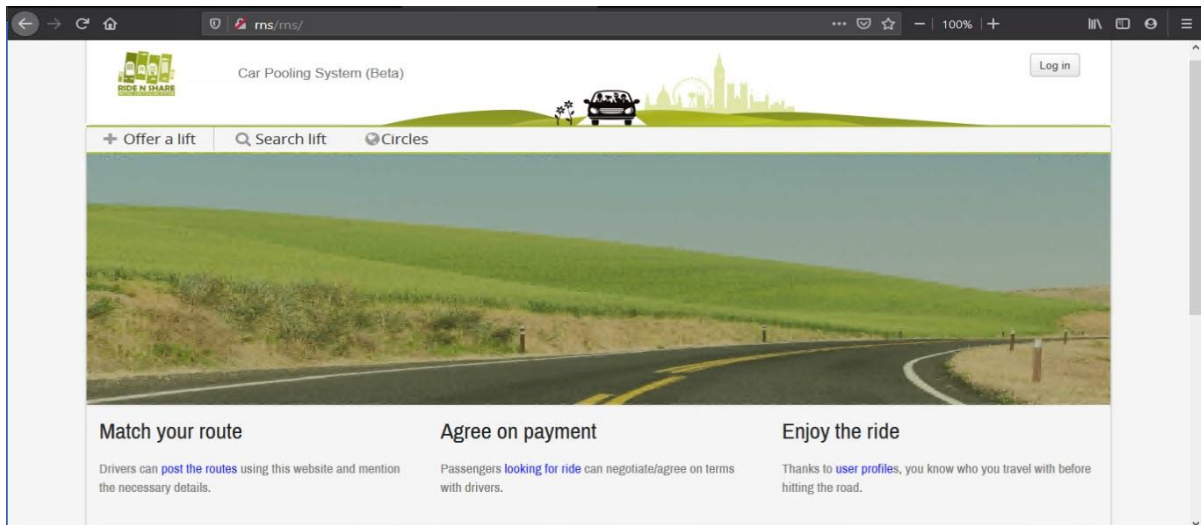 rns/rns/
100%
RIDE N SHARE
Car Pooling System (Beta)
Log in
Offer a lift
Search lift
Circles
Match your route
Agree on payment
Enjoy the ride
Drivers can post the routes using this website and mention
the necessary details.
Passengers looking for ride can negotiate/agree on terms
with drivers.
Thanks to user profiles, you know who you travel with before
hitting the road.